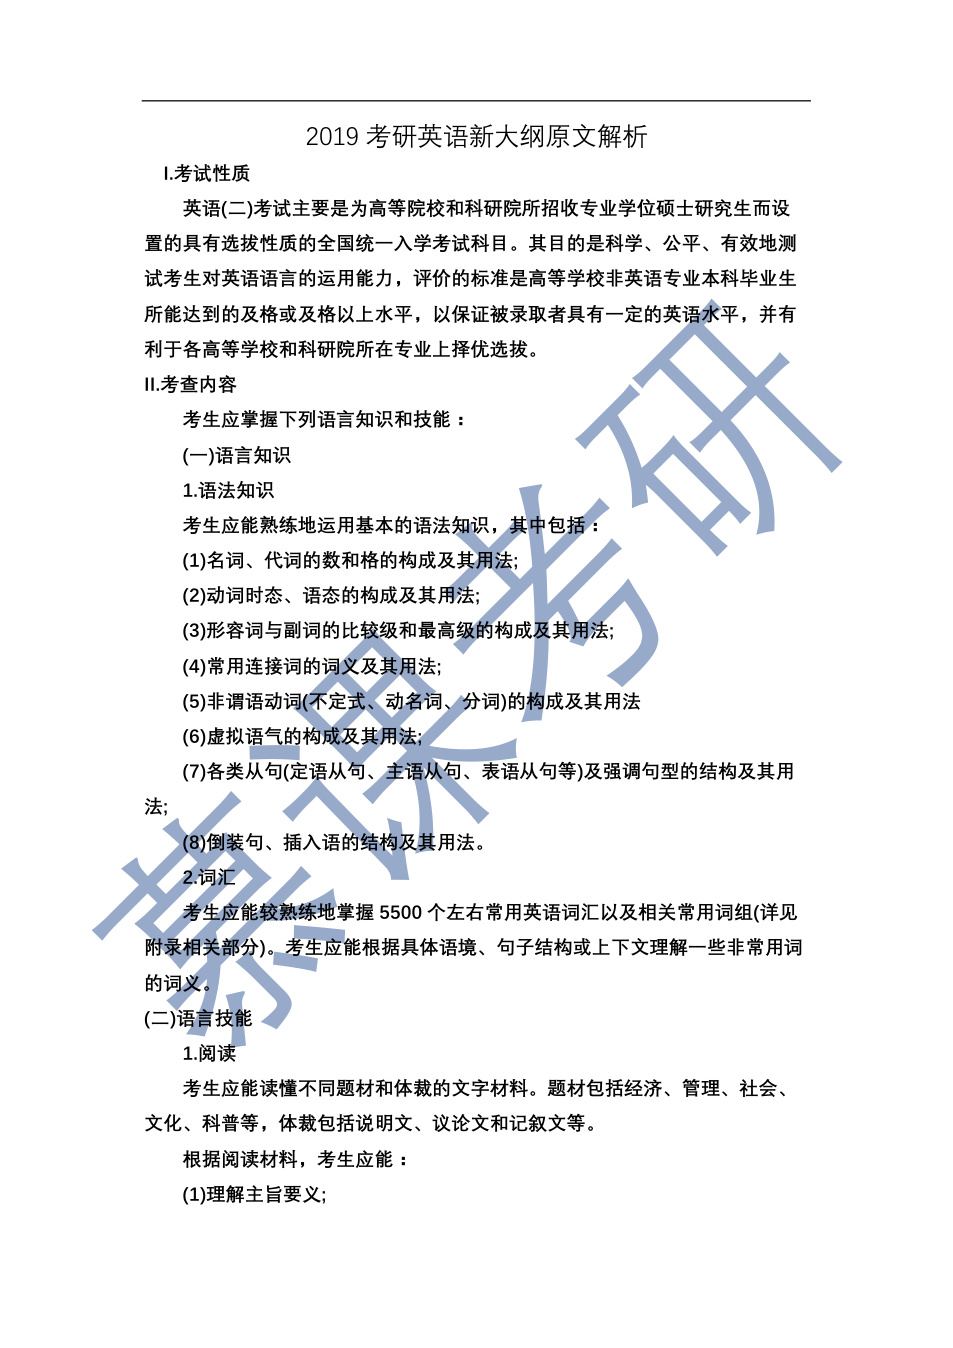 2019 考研英语新大纲原文解析
I.考试性质
英语(二)考试主要是为高等院校和科研院所招收专业学位硕士研究生而设
置的具有选拔性质的全国统一入学考试科目。其目的是科学、公平、有效地测
试考生对英语语言的运用能力，评价的标准是高等学校非英语专业本科毕业生
所能达到的及格或及格以上水平，以保证被录取者具有一定的英语水平，并有
利于各高等学校和科研院所在专业上择优选拔。
II.考查内容
考生应掌握下列语言知识和技能：
(一)语言知识
1.语法知识
考生应能熟练地运用基本的语法知识，其中包括：
(1)名词、代词的数和格的构成及其用法;
(2)动词时态、语态的构成及其用法;
(3)形容词与副词的比较级和最高级的构成及其用法;
(4)常用连接词的词义及其用法;
(5)非谓语动词(不定式、动名词、分词)的构成及其用法
(6)虚拟语气的构成及其用法;
(7)各类从句(定语从句、主语从句、表语从句等)及强调句型的结构及其用
法;
(8)倒装句、插入语的结构及其用法。
2.词汇
考生应能较熟练地掌握 5500 个左右常用英语词汇以及相关常用词组(详见
附录相关部分)。考生应能根据具体语境、句子结构或上下文理解一些非常用词
的词义。
(二)语言技能
1.阅读
考生应能读懂不同题材和体裁的文字材料。题材包括经济、管理、社会、
文化、科普等，体裁包括说明文、议论文和记叙文等。
根据阅读材料，考生应能：
(1)理解主旨要义;
慕课考研